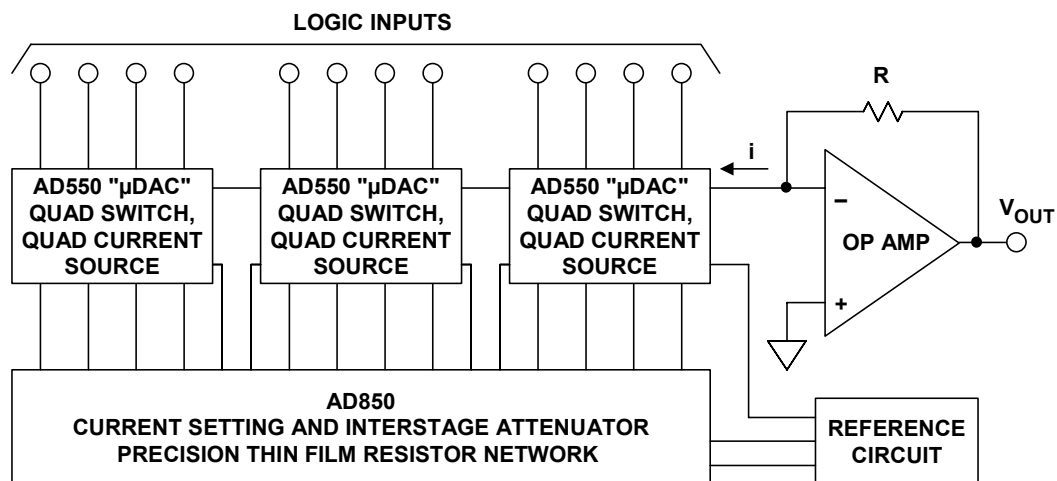 LOGIC INPUTS
AD550 "µDAC"
QUAD SWITCH,
QUAD CURRENT
SOURCE
AD550 "µDAC"
QUAD SWITCH,
QUAD CURRENT
SOURCE
AD550 "µDAC"
QUAD SWITCH,
QUAD CURRENT
SOURCE
i
R
−
OP AMP
+
VOUT
AD850
CURRENT SETTING AND INTERSTAGE ATTENUATOR
PRECISION THIN FILM RESISTOR NETWORK
REFERENCE
CIRCUIT